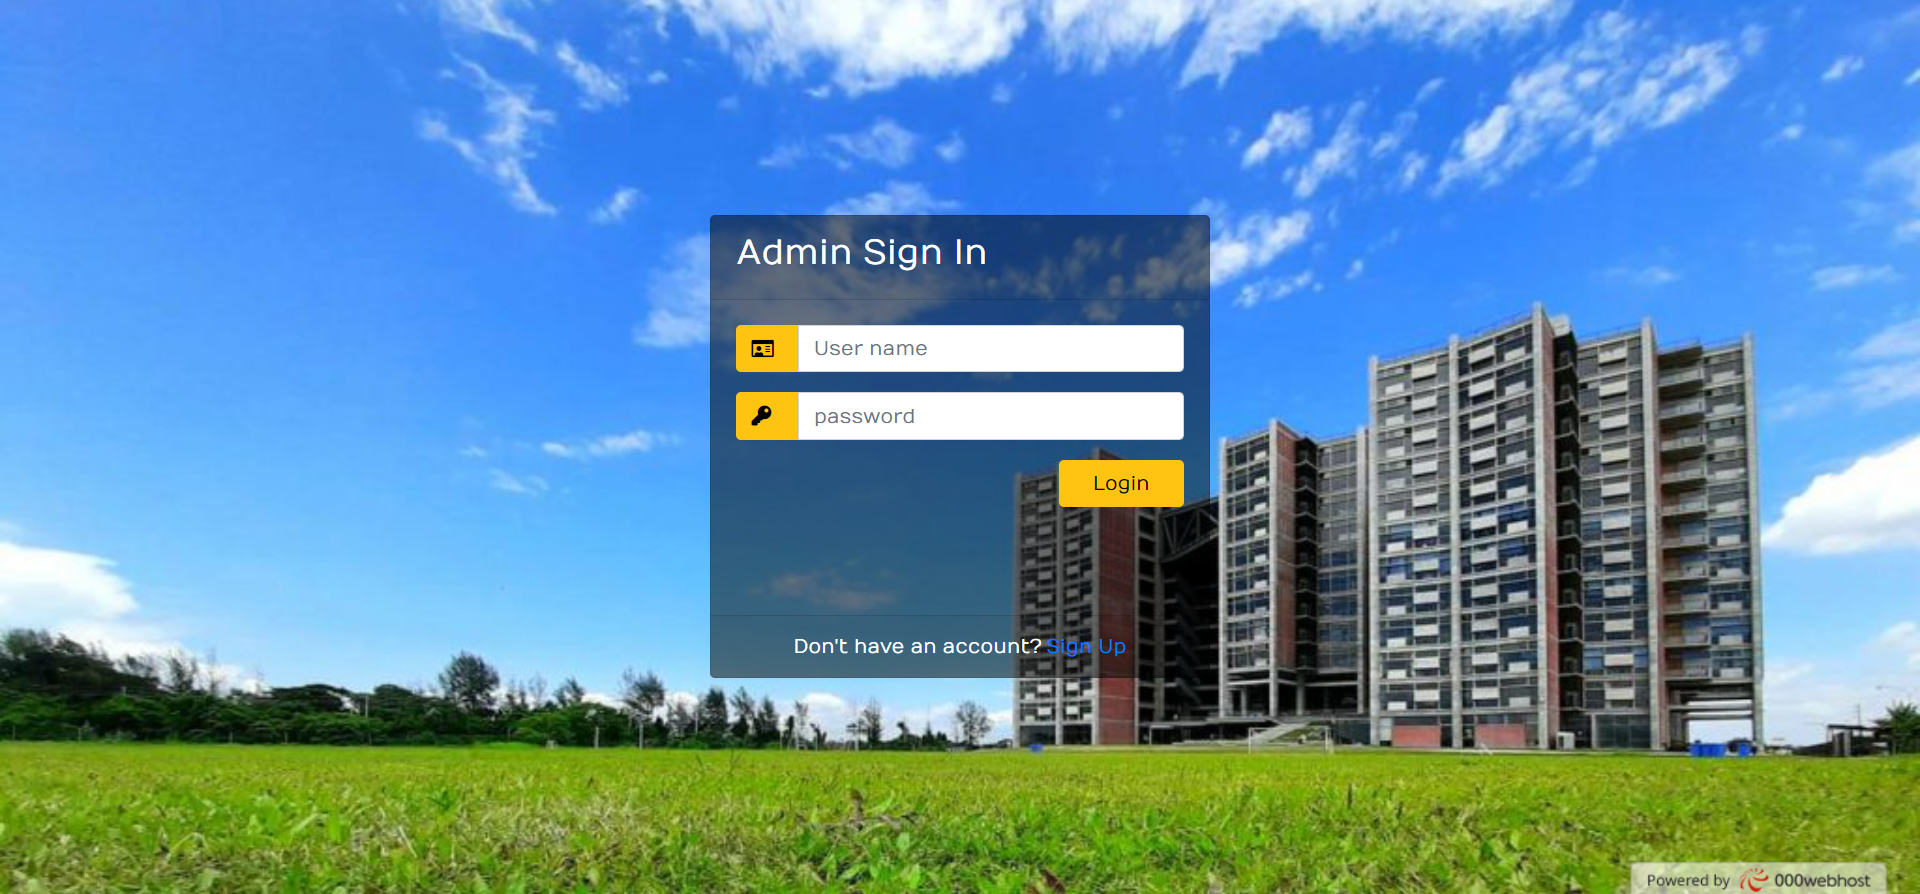 Admin Sign In
User name
password
Login
Don't have an account? Sign Up
Powered by 000webhost